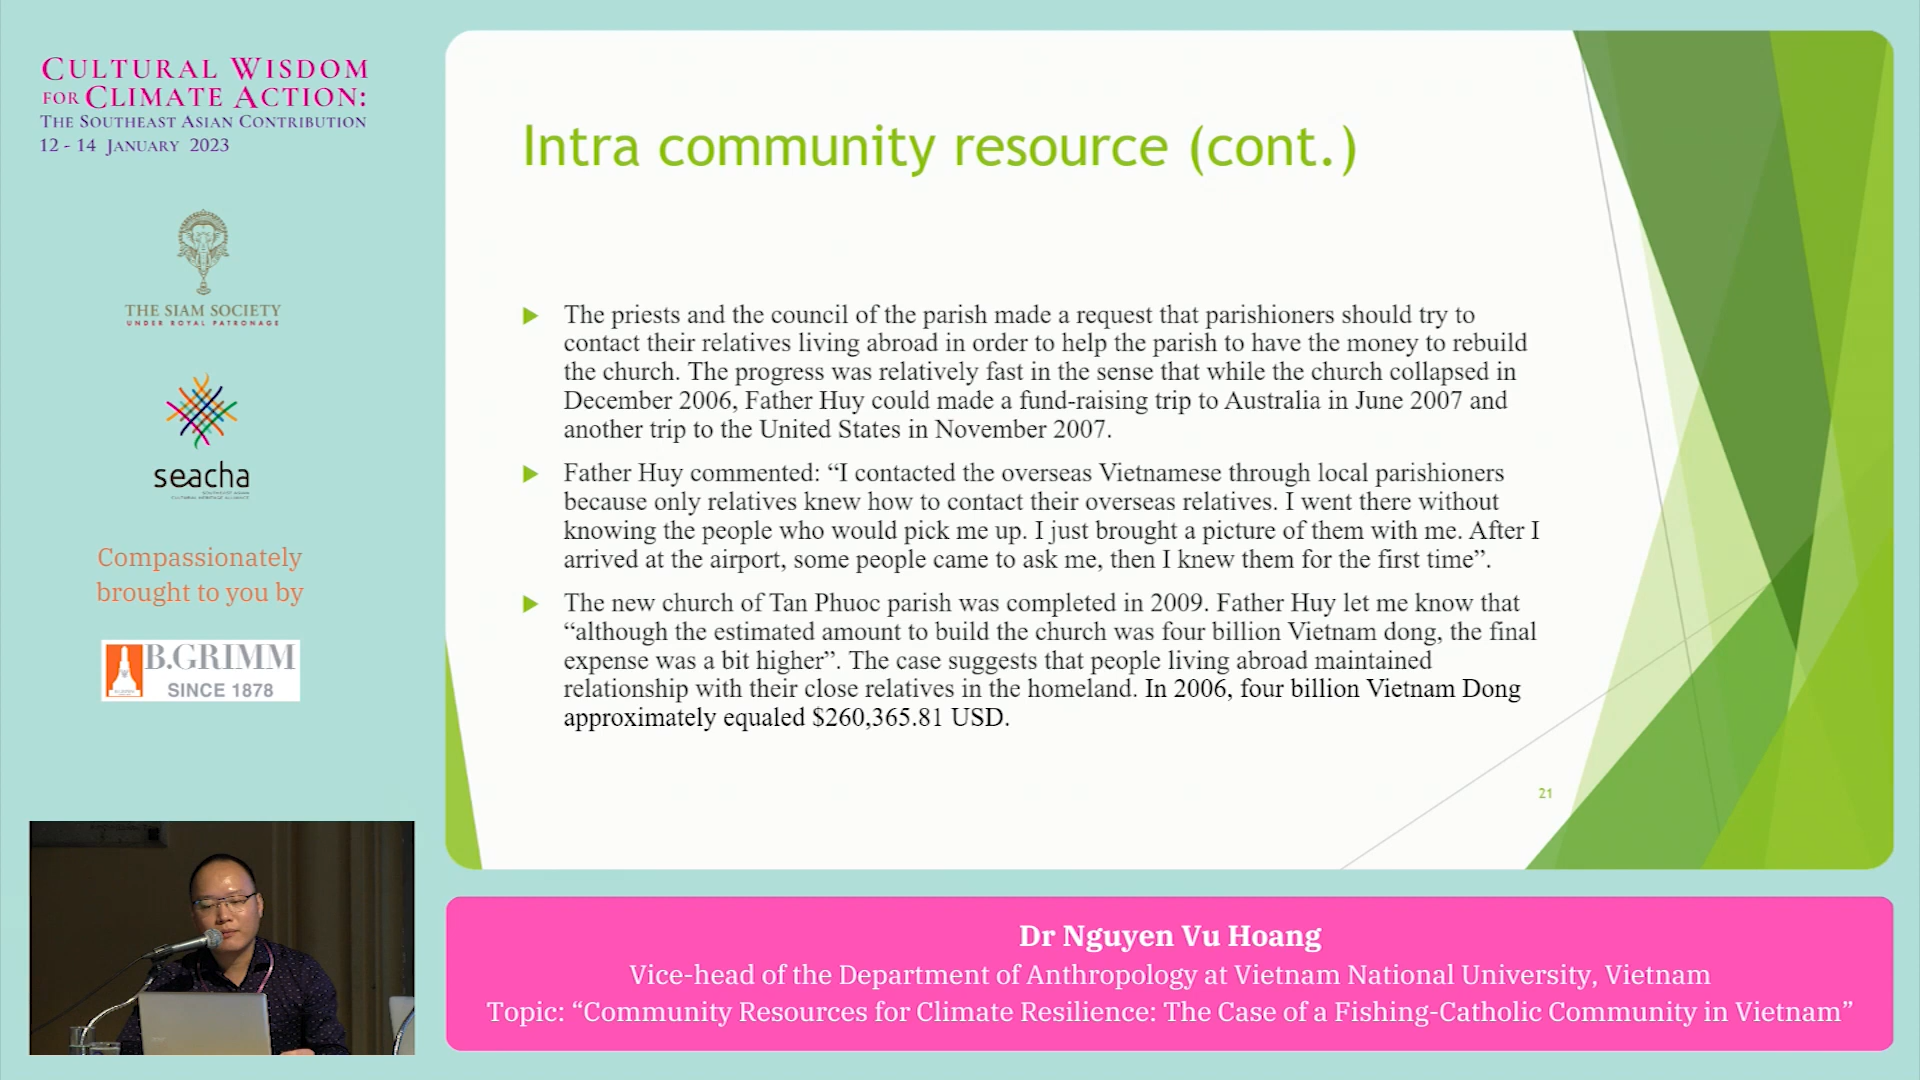 CULTURAL WISDOM
FOR CLIMATE ACTION:
THE SOUTHEAST ASIAN CONTRIBUTION
12 - 14 JANUARY 2023
THE SIAM SOCIETY
UNDER ROYAL PATRONAGE
seacha
SOUTHEAST ASIAN
CULTURAL HERITAGE ALLIANCE
Compassionately
brought to you by
B.GRIMM
SINCE 1878
Intra community resource (cont.)
The priests and the council of the parish made a request that parishioners should try to
contact their relatives living abroad in order to help the parish to have the money to rebuild
the church. The progress was relatively fast in the sense that while the church collapsed in
December 2006, Father Huy could made a fund-raising trip to Australia in June 2007 and
another trip to the United States in November 2007.
Father Huy commented: “I contacted the overseas Vietnamese through local parishioners
because only relatives knew how to contact their overseas relatives. I went there without
knowing the people who would pick me up. I just brought a picture of them with me. After I
arrived at the airport, some people came to ask me, then I knew them for the first time”.
The new church of Tan Phuoc parish was completed in 2009. Father Huy let me know that
“although the estimated amount to build the church was four billion Vietnam dong, the final
expense was a bit higher”. The case suggests that people living abroad maintained
relationship with their close relatives in the homeland. In 2006, four billion Vietnam Dong
approximately equaled $260,365.81 USD.
21
Dr Nguyen Vu Hoang
Vice-head of the Department of Anthropology at Vietnam National University, Vietnam
Topic: “Community Resources for Climate Resilience: The Case of a Fishing-Catholic Community in Vietnam”